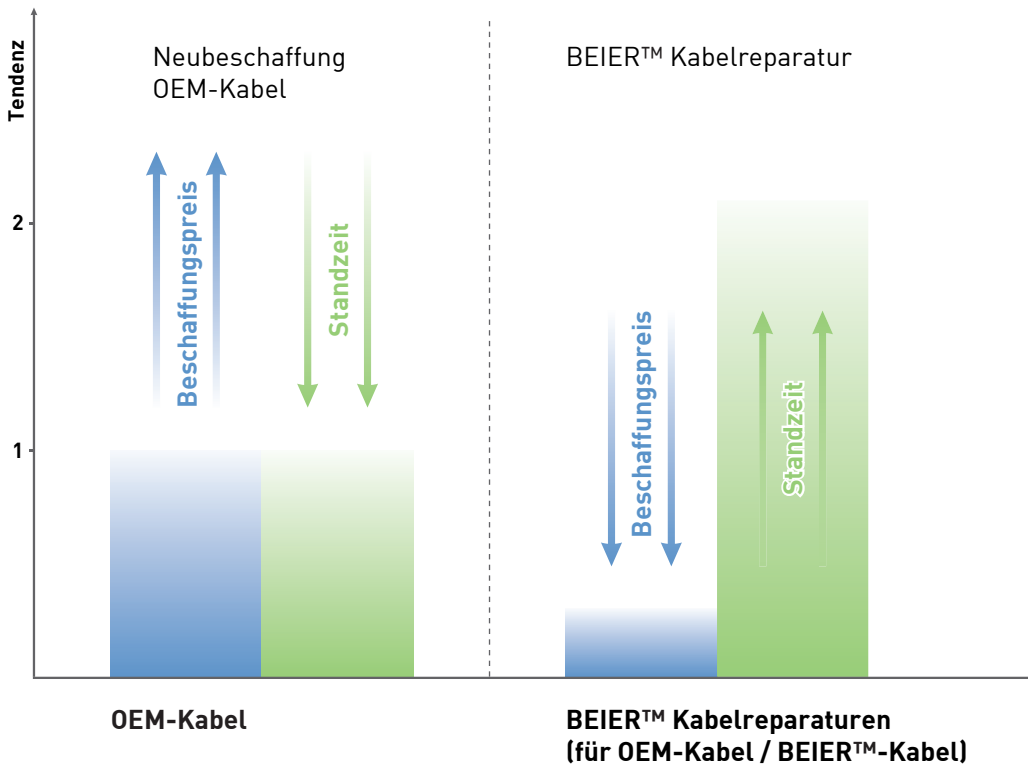 Tendenz
2
1
Neubeschaffung
OEM-Kabel
Beschaffungspreis
Standzeit
BEIER™ Kabelreparatur
Beschaffungspreis
Standzeit
OEM-Kabel
BEIER™ Kabelreparaturen
(für OEM-Kabel / BEIER™-Kabel)